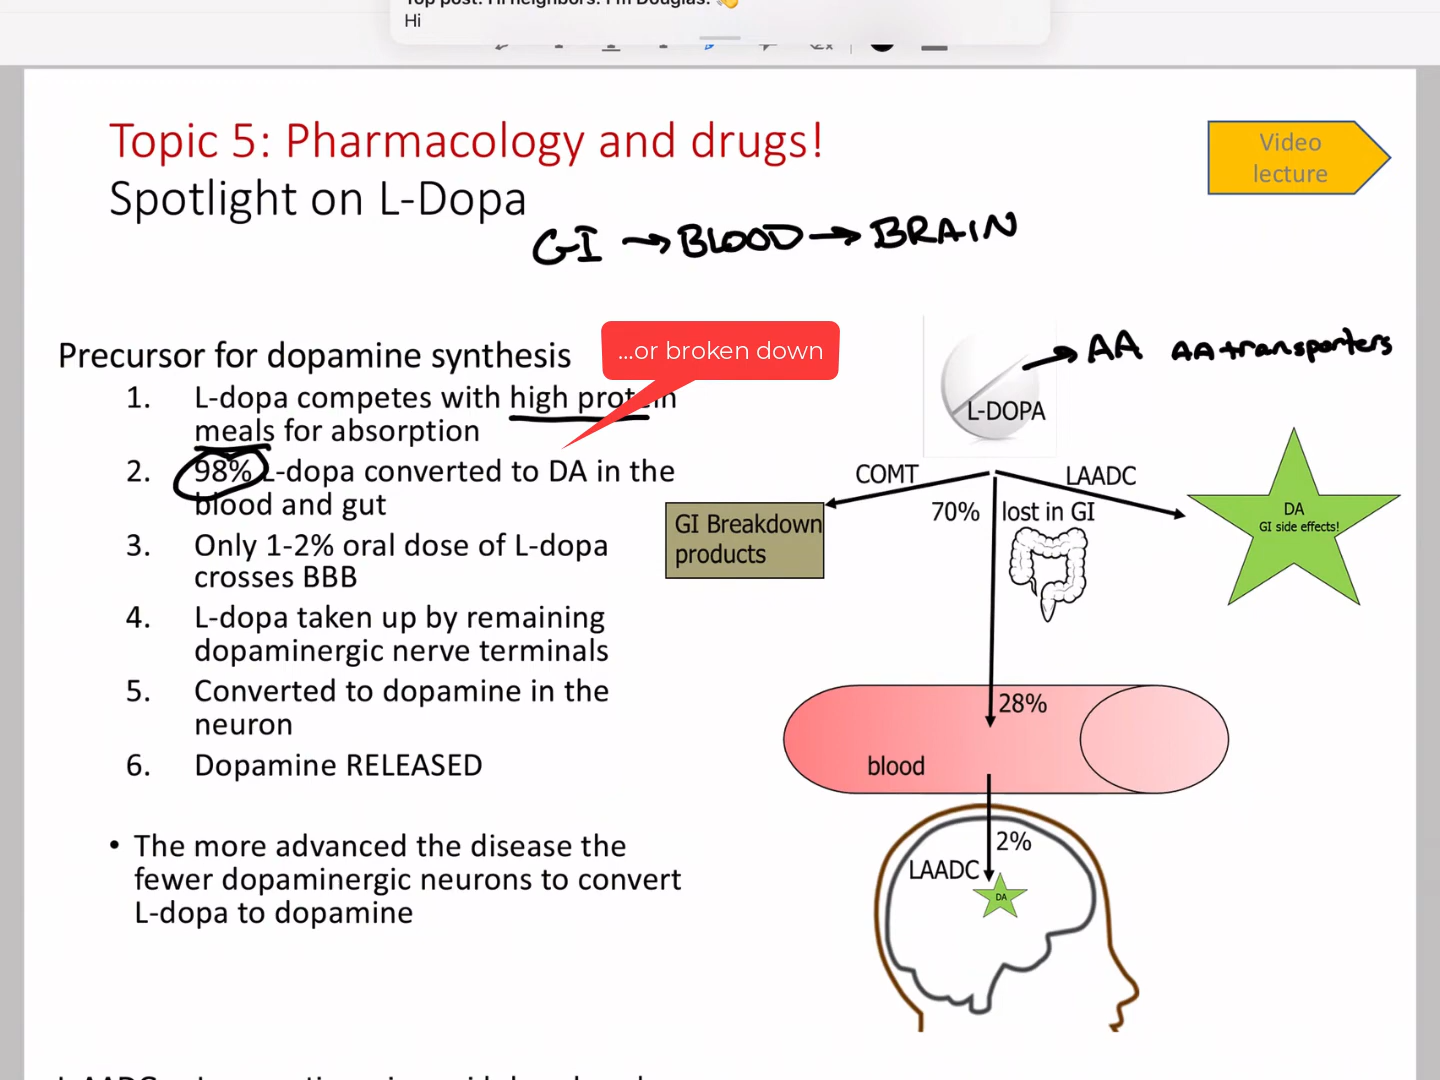 Top post: Hi neighbors! I'm Douglas! 👋
Hi
Topic 5: Pharmacology and drugs!
Spotlight on L-Dopa
Video
lecture
GI → BLOOD → BRAIN
Precursor for dopamine synthesis
...or broken down
1. L-dopa competes with high protein
meals for absorption
2. 98% L-dopa converted to DA in the
blood and gut
3. Only 1-2% oral dose of L-dopa
crosses BBB
4. L-dopa taken up by remaining
dopaminergic nerve terminals
5. Converted to dopamine in the
neuron
6. Dopamine RELEASED
• The more advanced the disease the
fewer dopaminergic neurons to convert
L-dopa to dopamine
AA AA transporters
L-DOPA
COMT
LAADC
70% lost in GI
GI Breakdown
products
DA
GI side effects!
28%
blood
2%
LAADC
DA